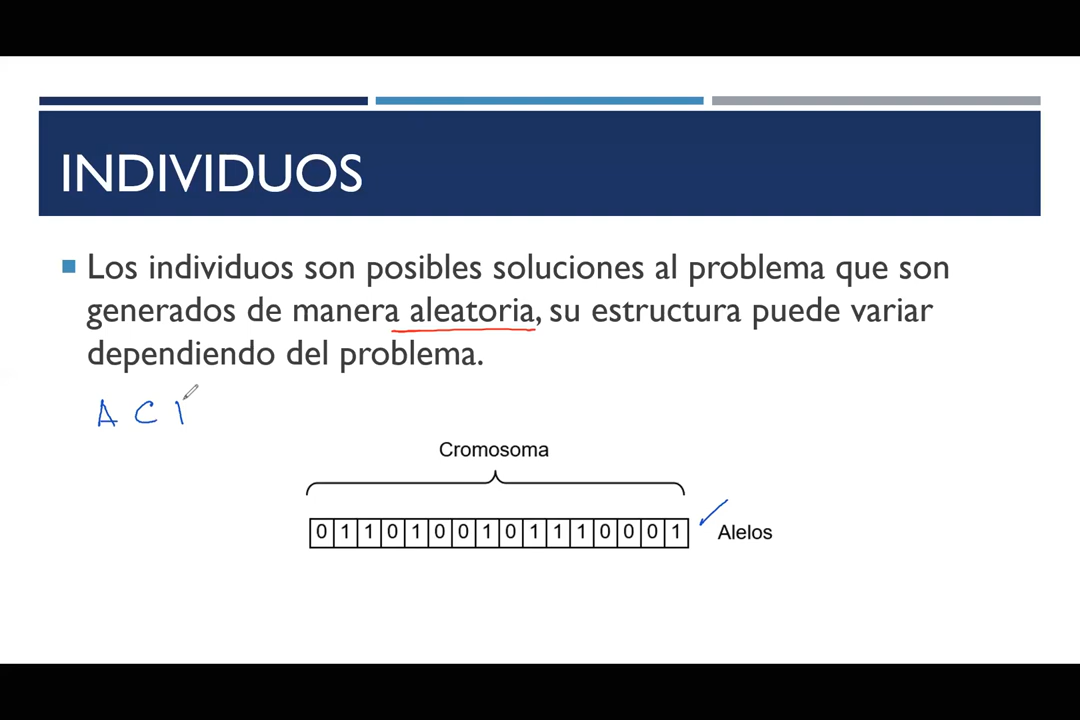 INDIVIDUOS
Los individuos son posibles soluciones al problema que son
generados de manera aleatoria, su estructura puede variar
dependiendo del problema.
A C
Cromosoma
0 1 1 0 1 0 0 1 0 1 1 1 0 0 0 1
Alelos